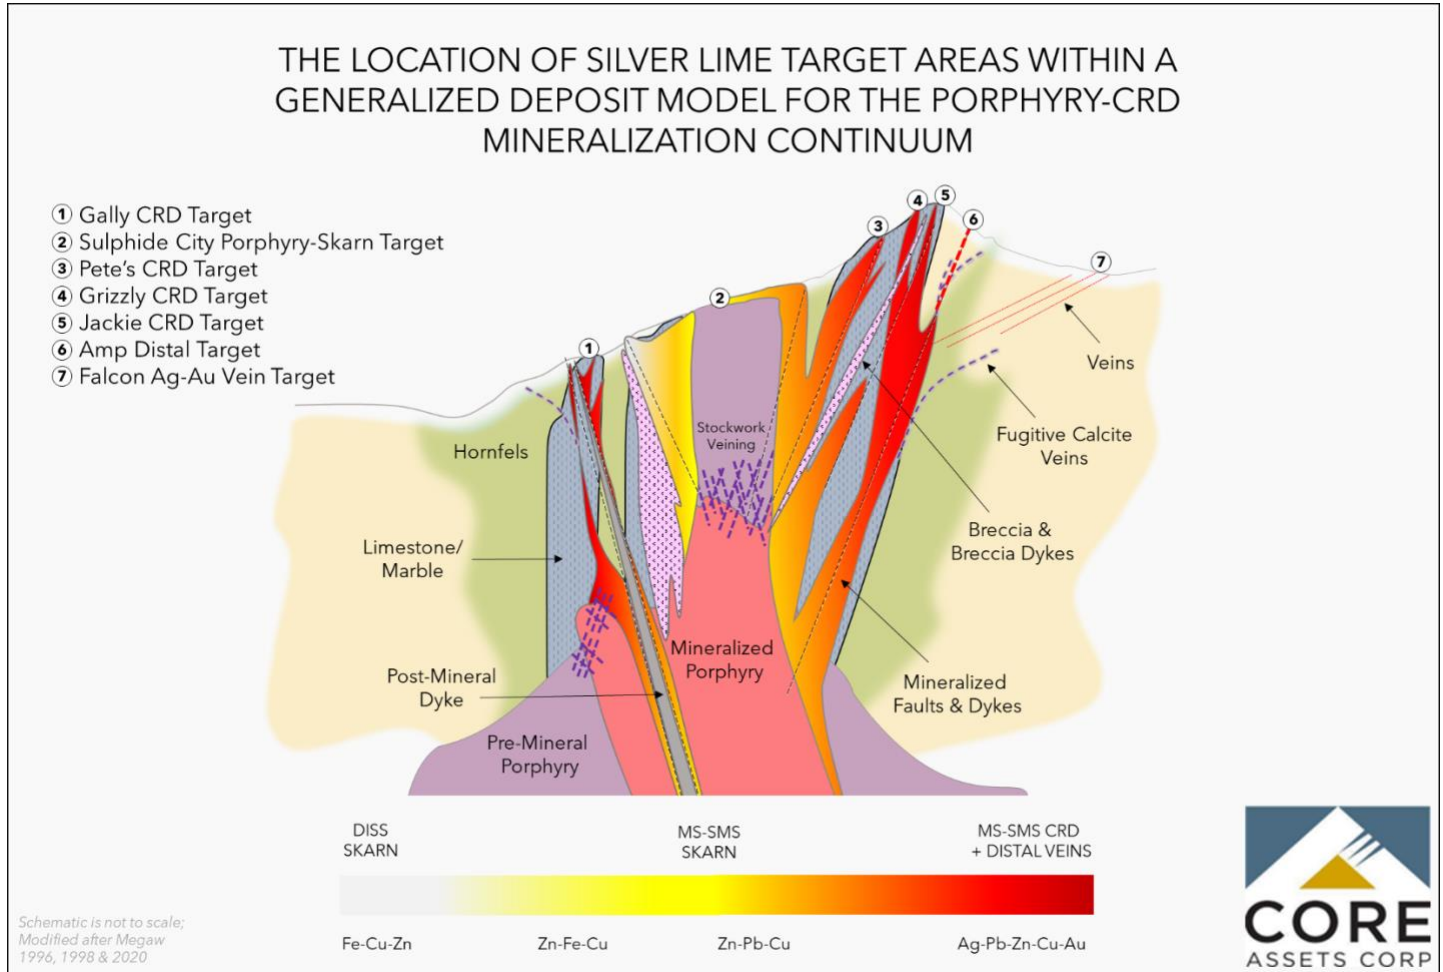 THE LOCATION OF SILVER LIME TARGET AREAS WITHIN A
GENERALIZED DEPOSIT MODEL FOR THE PORPHYRY-CRD
MINERALIZATION CONTINUUM
1 Gally CRD Target
2 Sulphide City Porphyry-Skarn Target
3 Pete's CRD Target
4 Grizzly CRD Target
5 Jackie CRD Target
6 Amp Distal Target
7 Falcon Ag-Au Vein Target
1
2
3
4
5
6
7
Veins
Stockwork
Veining
Fugitive Calcite
Veins
Hornfels
Breccia &
Breccia Dykes
Limestone/
Marble
Mineralized
Porphyry
Post-Mineral
Dyke
Mineralized
Faults & Dykes
Pre-Mineral
Porphyry
DISS
SKARN
MS-SMS
SKARN
MS-SMS CRD
+ DISTAL VEINS
Fe-Cu-Zn
Zn-Fe-Cu
Zn-Pb-Cu
Ag-Pb-Zn-Cu-Au
Schematic is not to scale;
Modified after Megaw
1996, 1998 & 2020
CORE
ASSETS CORP